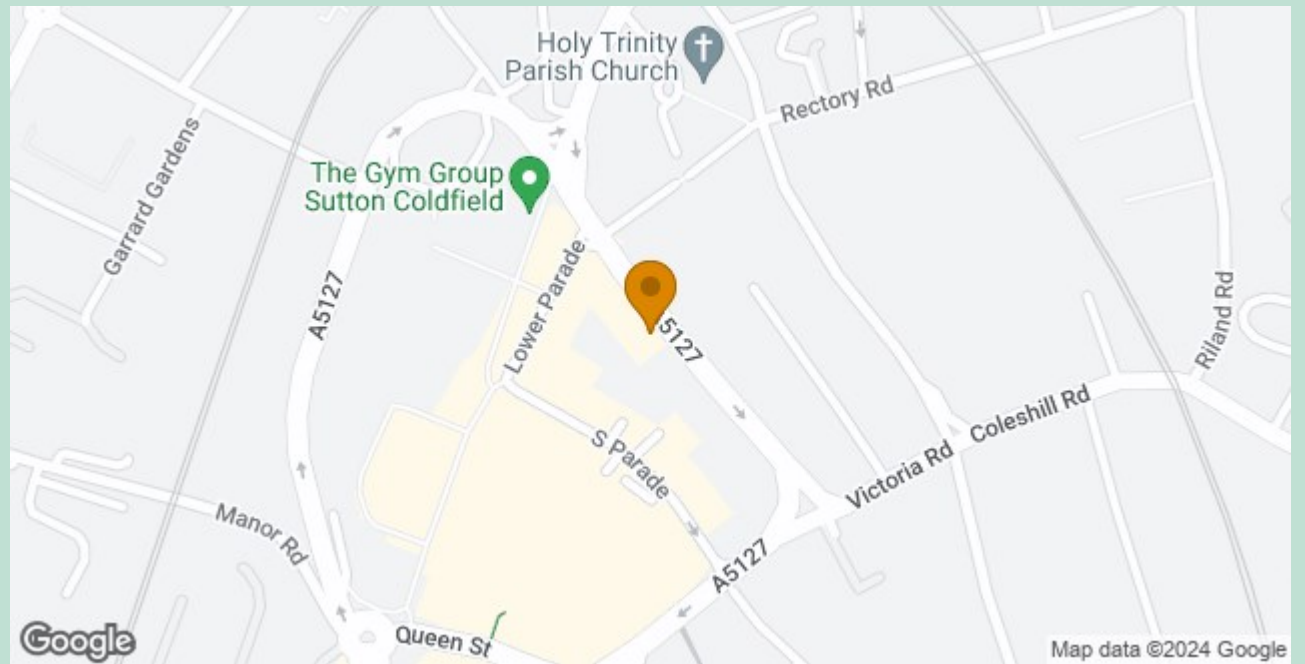 Holy Trinity
Parish Church
Rectory Rd
The Gym Group
Sutton Coldfield
Garrard Gardens
A5127
Lower Parade
5127
Riland Rd
S Parade
Coleshill Rd
Victoria Rd
Manor Rd
A5127
Queen St
Google
Map data ©2024 Google